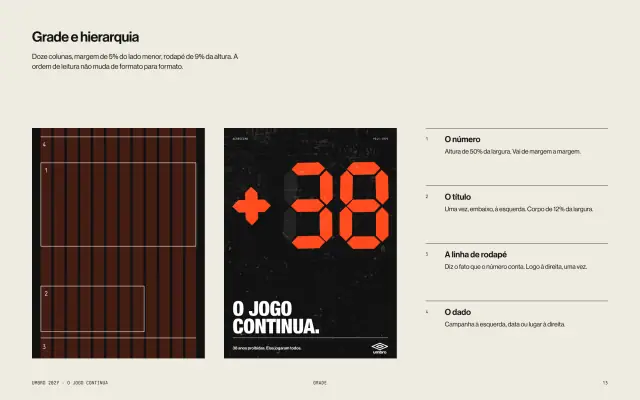 Grade e hierarquia
Doze colunas, margem de 5% do lado menor, rodapé de 9% da altura. A
ordem de leitura não muda de formato para formato.
4
1
2
3
+38
O JOGO
CONTINUA.
38 anos proibidas. Elas jogaram todos.
umbro
1
O número
Altura de 50% da largura. Vai de margem a margem.
2
O título
Uma vez, embaixo, à esquerda. Corpo de 12% da largura.
3
A linha de rodapé
Diz o fato que o número conta. Logo à direita, uma vez.
4
O dado
Campanha à esquerda, data ou lugar à direita.
UMBRO 2027 · O JOGO CONTINUA
GRADE
13